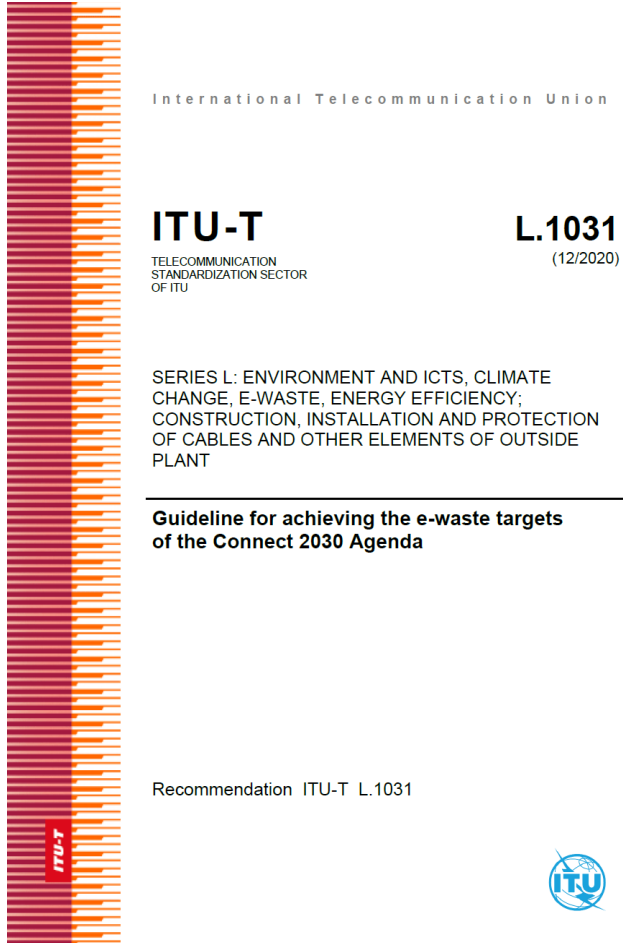 International Telecommunication Union
ITU-T
L.1031
TELECOMMUNICATION
STANDARDIZATION SECTOR
OF ITU
(12/2020)
SERIES L: ENVIRONMENT AND ICTS, CLIMATE
CHANGE, E-WASTE, ENERGY EFFICIENCY;
CONSTRUCTION, INSTALLATION AND PROTECTION
OF CABLES AND OTHER ELEMENTS OF OUTSIDE
PLANT
Guideline for achieving the e-waste targets
of the Connect 2030 Agenda
Recommendation ITU-T L.1031
ITU-T
ITU